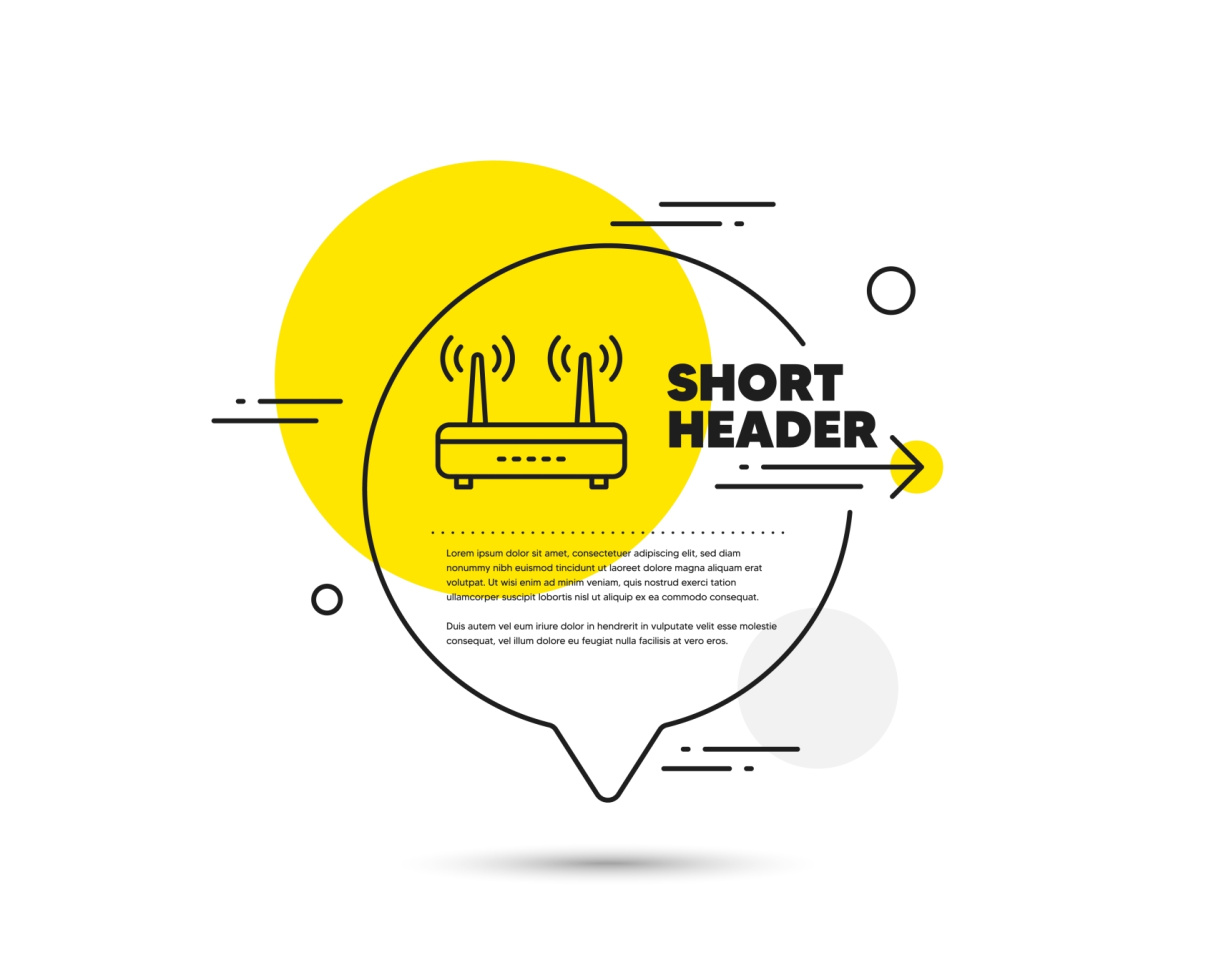 SHORT
HEADER
Lorem ipsum dolor sit amet, consectetuer adipiscing elit, sed diam
nonummy nibh euismod tincidunt ut laoreet dolore magna aliquam erat
volutpat. Ut wisi enim ad minim veniam, quis nostrud exerci tation
ullamcorper suscipit lobortis nisl ut aliquip ex ea commodo consequat.
Duis autem vel eum iriure dolor in hendrerit in vulputate velit esse molestie
consequat, vel illum dolore eu feugiat nulla facilisis at vero eros.